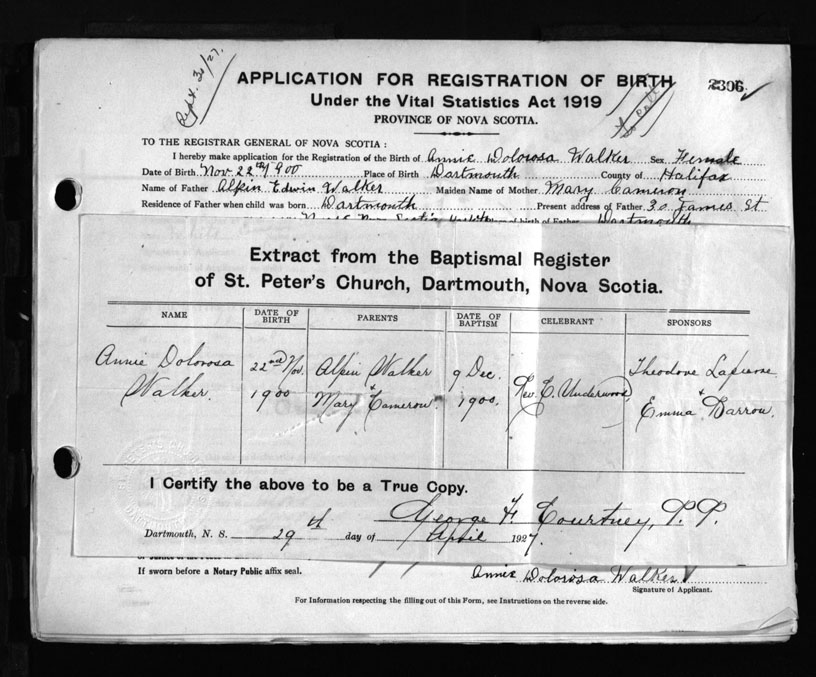 Sept. 30/27.
APPLICATION FOR REGISTRATION OF BIRTH
2306
Under the Vital Statistics Act 1919
PROVINCE OF NOVA SCOTIA.
TO THE REGISTRAR GENERAL OF NOVA SCOTIA :
I hereby make application for the Registration of the Birth of Annie Dolorosa Walker Sex Female
Date of Birth Nov 22nd/1900 Place of Birth Dartmouth County of Halifax
Name of Father Alpin Edwin Walker Maiden Name of Mother Mary Cameron
Residence of Father when child was born Dartmouth Present address of Father 30 James St
of birth of Father Dartmouth
Extract from the Baptismal Register
of St. Peter's Church, Dartmouth, Nova Scotia.
NAME DATE OF BIRTH PARENTS DATE OF BAPTISM CELEBRANT SPONSORS
Annie Dolorosa 22nd Nov. Alpin Walker 9 Dec. Rev. C. Underwood Theodore
Walker. 1900 + Mary Cameron 1900. + Emma Darrow.
I Certify the above to be a True Copy.
George F. Courtney, P.P.
Dartmouth, N. S. 29 day of April 1927.
If sworn before a Notary Public affix seal.
Annie Dolorosa Walker
Signature of Applicant.
For Information respecting the filling out of this Form, see Instructions on the reverse side.